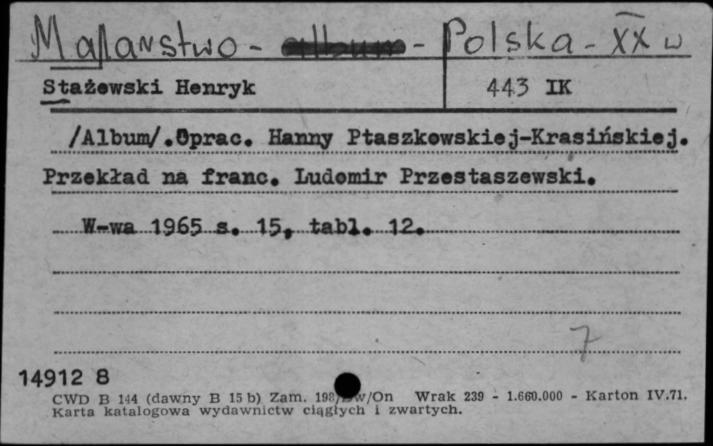 Malarstwo - album - Polska - XX w
Stażewski Henryk 443 IK
/Album/.Oprac. Hanny Ptaszkowskiej-Krasińskiej.
Przekład na franc. Ludomir Przestaszewski.
W-wa 1965 s. 15, tabl. 12.
7
14912 8
CWD B 144 (dawny B 15 b) Zam. Wrak 239 - 1.660.000 - Karton IV.71.
Karta katalogowa wydawnictw ciągłych i zwartych.